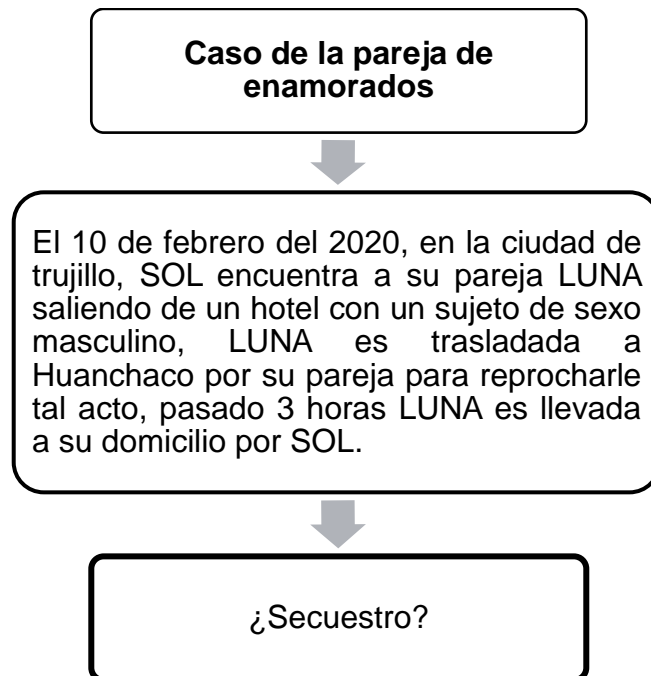 Caso de la pareja de
enamorados
El 10 de febrero del 2020, en la ciudad de
trujillo, SOL encuentra a su pareja LUNA
saliendo de un hotel con un sujeto de sexo
masculino, LUNA es trasladada a
Huanchaco por su pareja para reprocharle
tal acto, pasado 3 horas LUNA es llevada
a su domicilio por SOL.
¿Secuestro?